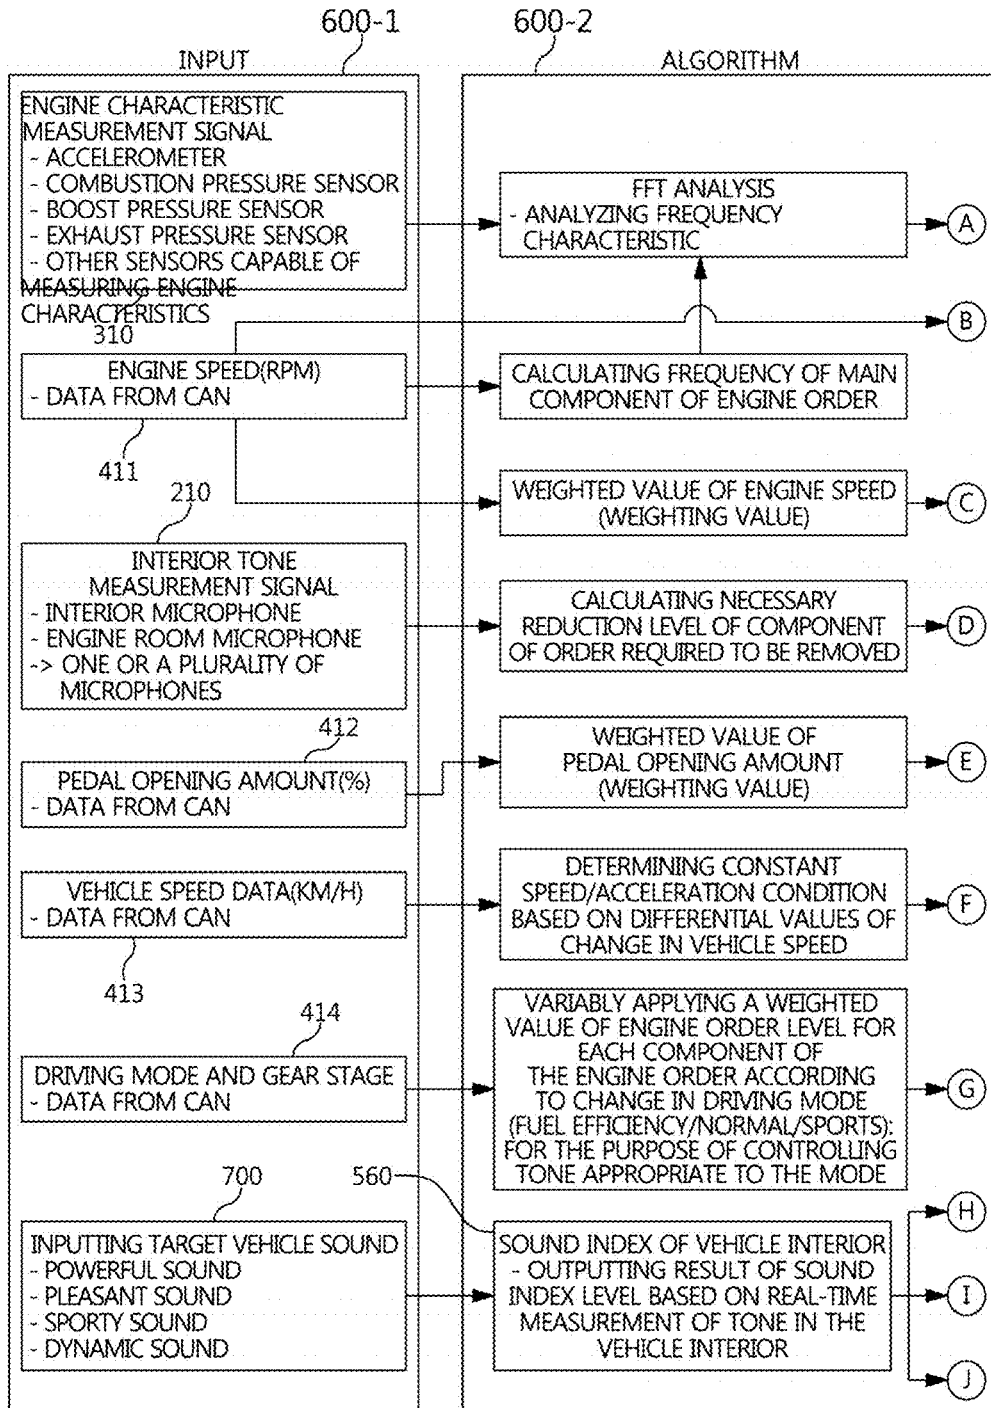 600-1
600-2
INPUT
ALGORITHM
ENGINE CHARACTERISTIC
MEASUREMENT SIGNAL
- ACCELEROMETER
- COMBUSTION PRESSURE SENSOR
- BOOST PRESSURE SENSOR
- EXHAUST PRESSURE SENSOR
- OTHER SENSORS CAPABLE OF
MEASURING ENGINE
CHARACTERISTICS
310
FFT ANALYSIS
- ANALYZING FREQUENCY
CHARACTERISTIC
A
B
ENGINE SPEED(RPM)
- DATA FROM CAN
411
CALCULATING FREQUENCY OF MAIN
COMPONENT OF ENGINE ORDER
WEIGHTED VALUE OF ENGINE SPEED
(WEIGHTING VALUE)
C
210
INTERIOR TONE
MEASUREMENT SIGNAL
- INTERIOR MICROPHONE
- ENGINE ROOM MICROPHONE
-> ONE OR A PLURALITY OF
MICROPHONES
CALCULATING NECESSARY
REDUCTION LEVEL OF COMPONENT
OF ORDER REQUIRED TO BE REMOVED
D
412
PEDAL OPENING AMOUNT(%)
- DATA FROM CAN
WEIGHTED VALUE OF
PEDAL OPENING AMOUNT
(WEIGHTING VALUE)
E
VEHICLE SPEED DATA(KM/H)
- DATA FROM CAN
413
DETERMINING CONSTANT
SPEED/ACCELERATION CONDITION
BASED ON DIFFERENTIAL VALUES OF
CHANGE IN VEHICLE SPEED
F
414
DRIVING MODE AND GEAR STAGE
- DATA FROM CAN
VARIABLY APPLYING A WEIGHTED
VALUE OF ENGINE ORDER LEVEL FOR
EACH COMPONENT OF
THE ENGINE ORDER ACCORDING
TO CHANGE IN DRIVING MODE
(FUEL EFFICIENCY/NORMAL/SPORTS):
FOR THE PURPOSE OF CONTROLLING
TONE APPROPRIATE TO THE MODE
G
700
INPUTTING TARGET VEHICLE SOUND
- POWERFUL SOUND
- PLEASANT SOUND
- SPORTY SOUND
- DYNAMIC SOUND
560
SOUND INDEX OF VEHICLE INTERIOR
- OUTPUTTING RESULT OF SOUND
INDEX LEVEL BASED ON REAL-TIME
MEASUREMENT OF TONE IN THE
VEHICLE INTERIOR
H
I
J